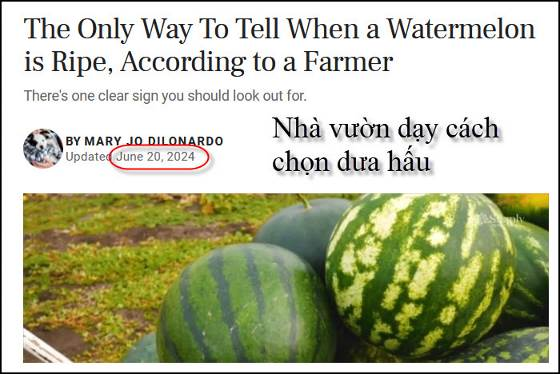 The Only Way To Tell When a Watermelon
is Ripe, According to a Farmer
There's one clear sign you should look out for.
BY MARY JO DILONARDO
Updated June 20, 2024
Nhà vườn dạy cách
chọn dưa hấu